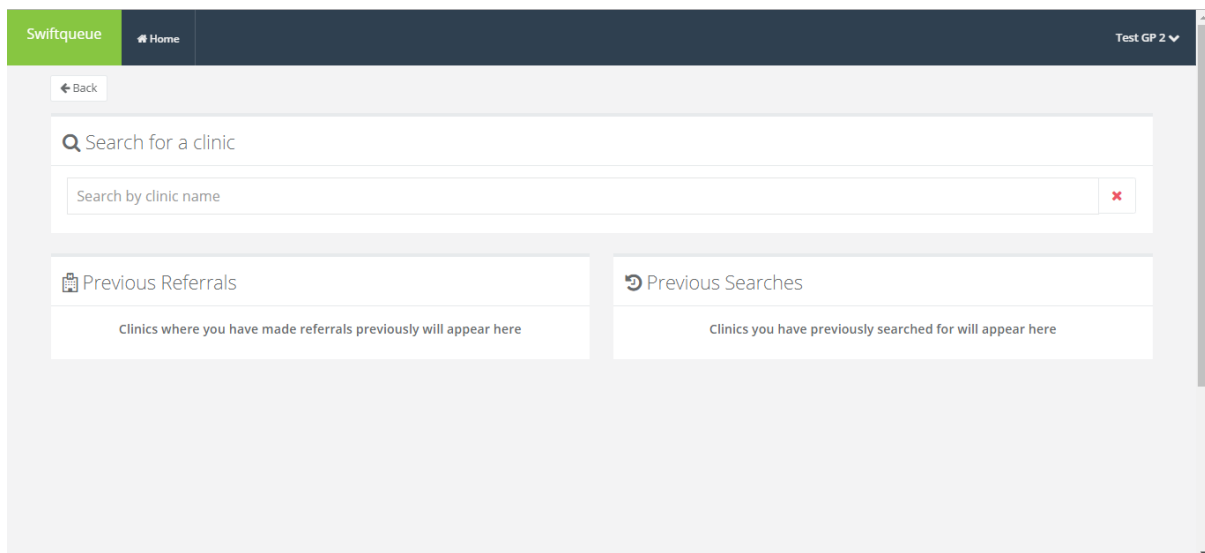 Swiftqueue
Home
Test GP 2
Back
Search for a clinic
Search by clinic name
Previous Referrals
Clinics where you have made referrals previously will appear here
Previous Searches
Clinics you have previously searched for will appear here